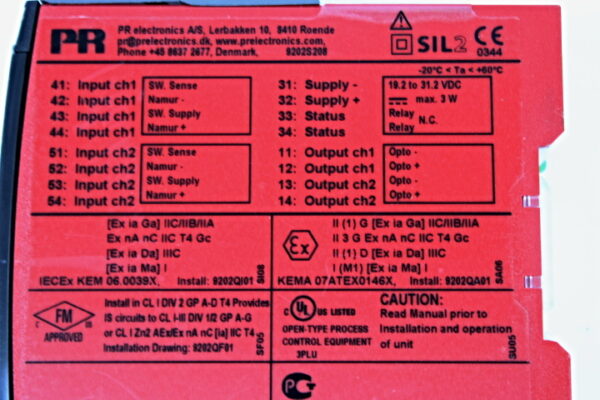 PR
PR electronics A/S, Lerbakken 10, 8410 Roende
pr@prelectronics.dk, www.prelectronics.com,
Phone +45 8637 2677, Denmark, 9202S208
SIL2
CE
0344
-20°C < Ta < +60°C
41: Input ch1 SW. Sense
42: Input ch1 Namur -
43: Input ch1 SW. Supply
44: Input ch1 Namur +
31: Supply - 19.2 to 31.2 VDC
32: Supply + max. 3 W
33: Status Relay N.C.
34: Status Relay
51: Input ch2 SW. Sense
52: Input ch2 Namur -
53: Input ch2 SW. Supply
54: Input ch2 Namur +
11: Output ch1 Opto -
12: Output ch1 Opto +
13: Output ch2 Opto -
14: Output ch2 Opto +
[Ex ia Ga] IIC/IIB/IIA
Ex nA nC IIC T4 Gc
[Ex ia Da] IIIC
[Ex ia Ma] I
IECEx KEM 06.0039X, Install: 9202QI01
SI08
Ex
II (1) G [Ex ia Ga] IIC/IIB/IIA
II 3 G Ex nA nC IIC T4 Gc
II (1) D [Ex ia Da] IIIC
I (M1) [Ex ia Ma] I
KEMA 07ATEX0146X, Install: 9202QA01
SA06
C FM US
APPROVED
Install in CL I DIV 2 GP A-D T4 Provides
IS circuits to CL I-III DIV 1/2 GP A-G
or CL I Zn2 AEx/Ex nA nC [ia] IIC T4
Installation Drawing: 9202QF01
SF05
C UL US LISTED
OPEN-TYPE PROCESS
CONTROL EQUIPMENT
3PLU
CAUTION:
Read Manual prior to
Installation and operation
of unit
SU05